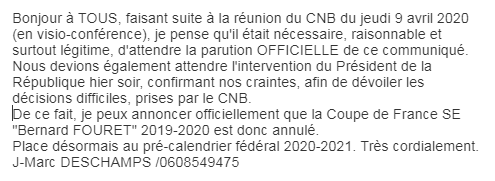 Bonjour à TOUS, faisant suite à la réunion du CNB du jeudi 9 avril 2020
(en visio-conférence), je pense qu'il était nécessaire, raisonnable et
surtout légitime, d'attendre la parution OFFICIELLE de ce communiqué.
Nous devions également attendre l'intervention du Président de la
République hier soir, confirmant nos craintes, afin de dévoiler les
décisions difficiles, prises par le CNB.
De ce fait, je peux annoncer officiellement que la Coupe de France SE
"Bernard FOURET" 2019-2020 est donc annulé.
Place désormais au pré-calendrier fédéral 2020-2021. Très cordialement.
J-Marc DESCHAMPS /0608549475